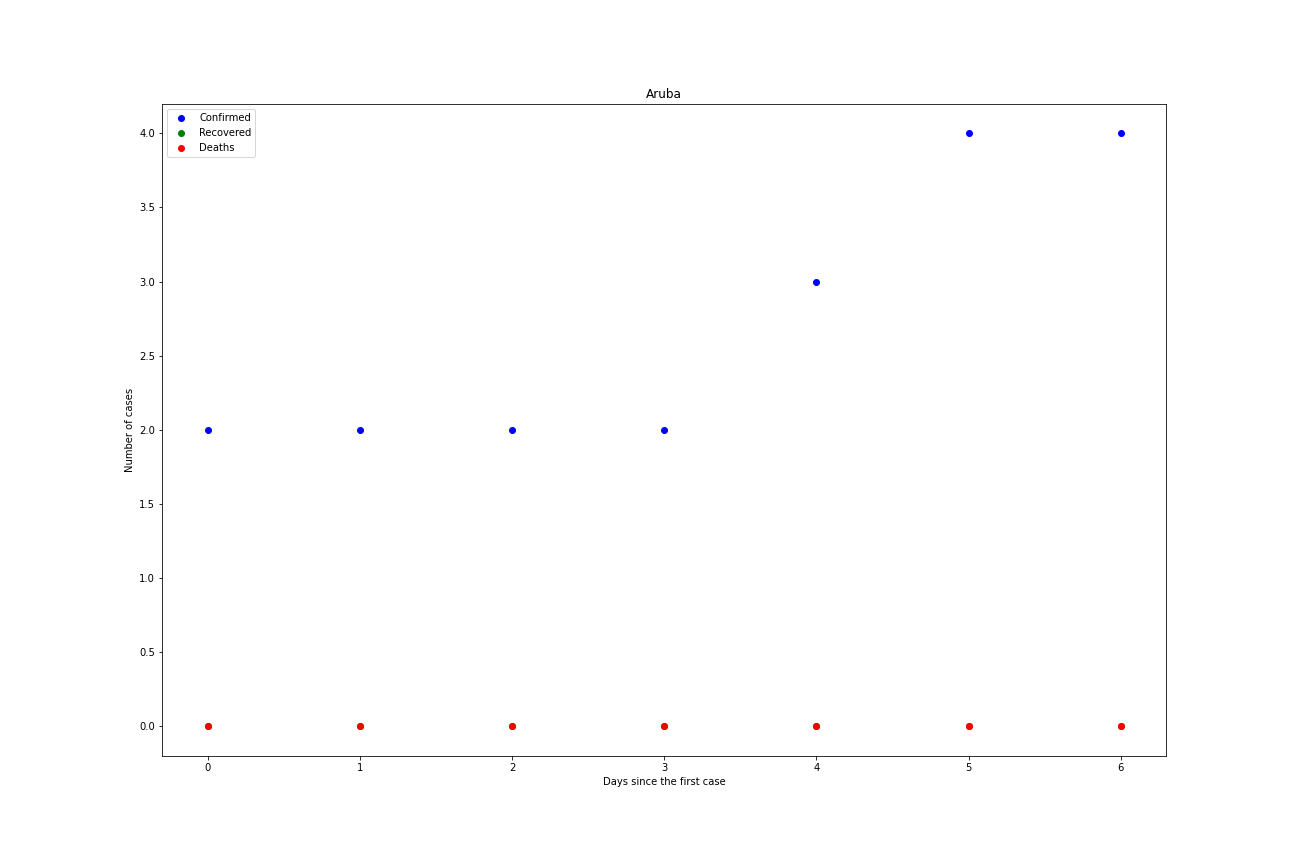 Aruba
Confirmed
Recovered
Deaths
4.0
3.5
3.0
2.5
2.0
1.5
1.0
0.5
0.0
Number of cases
0 1 2 3 4 5 6
Days since the first case